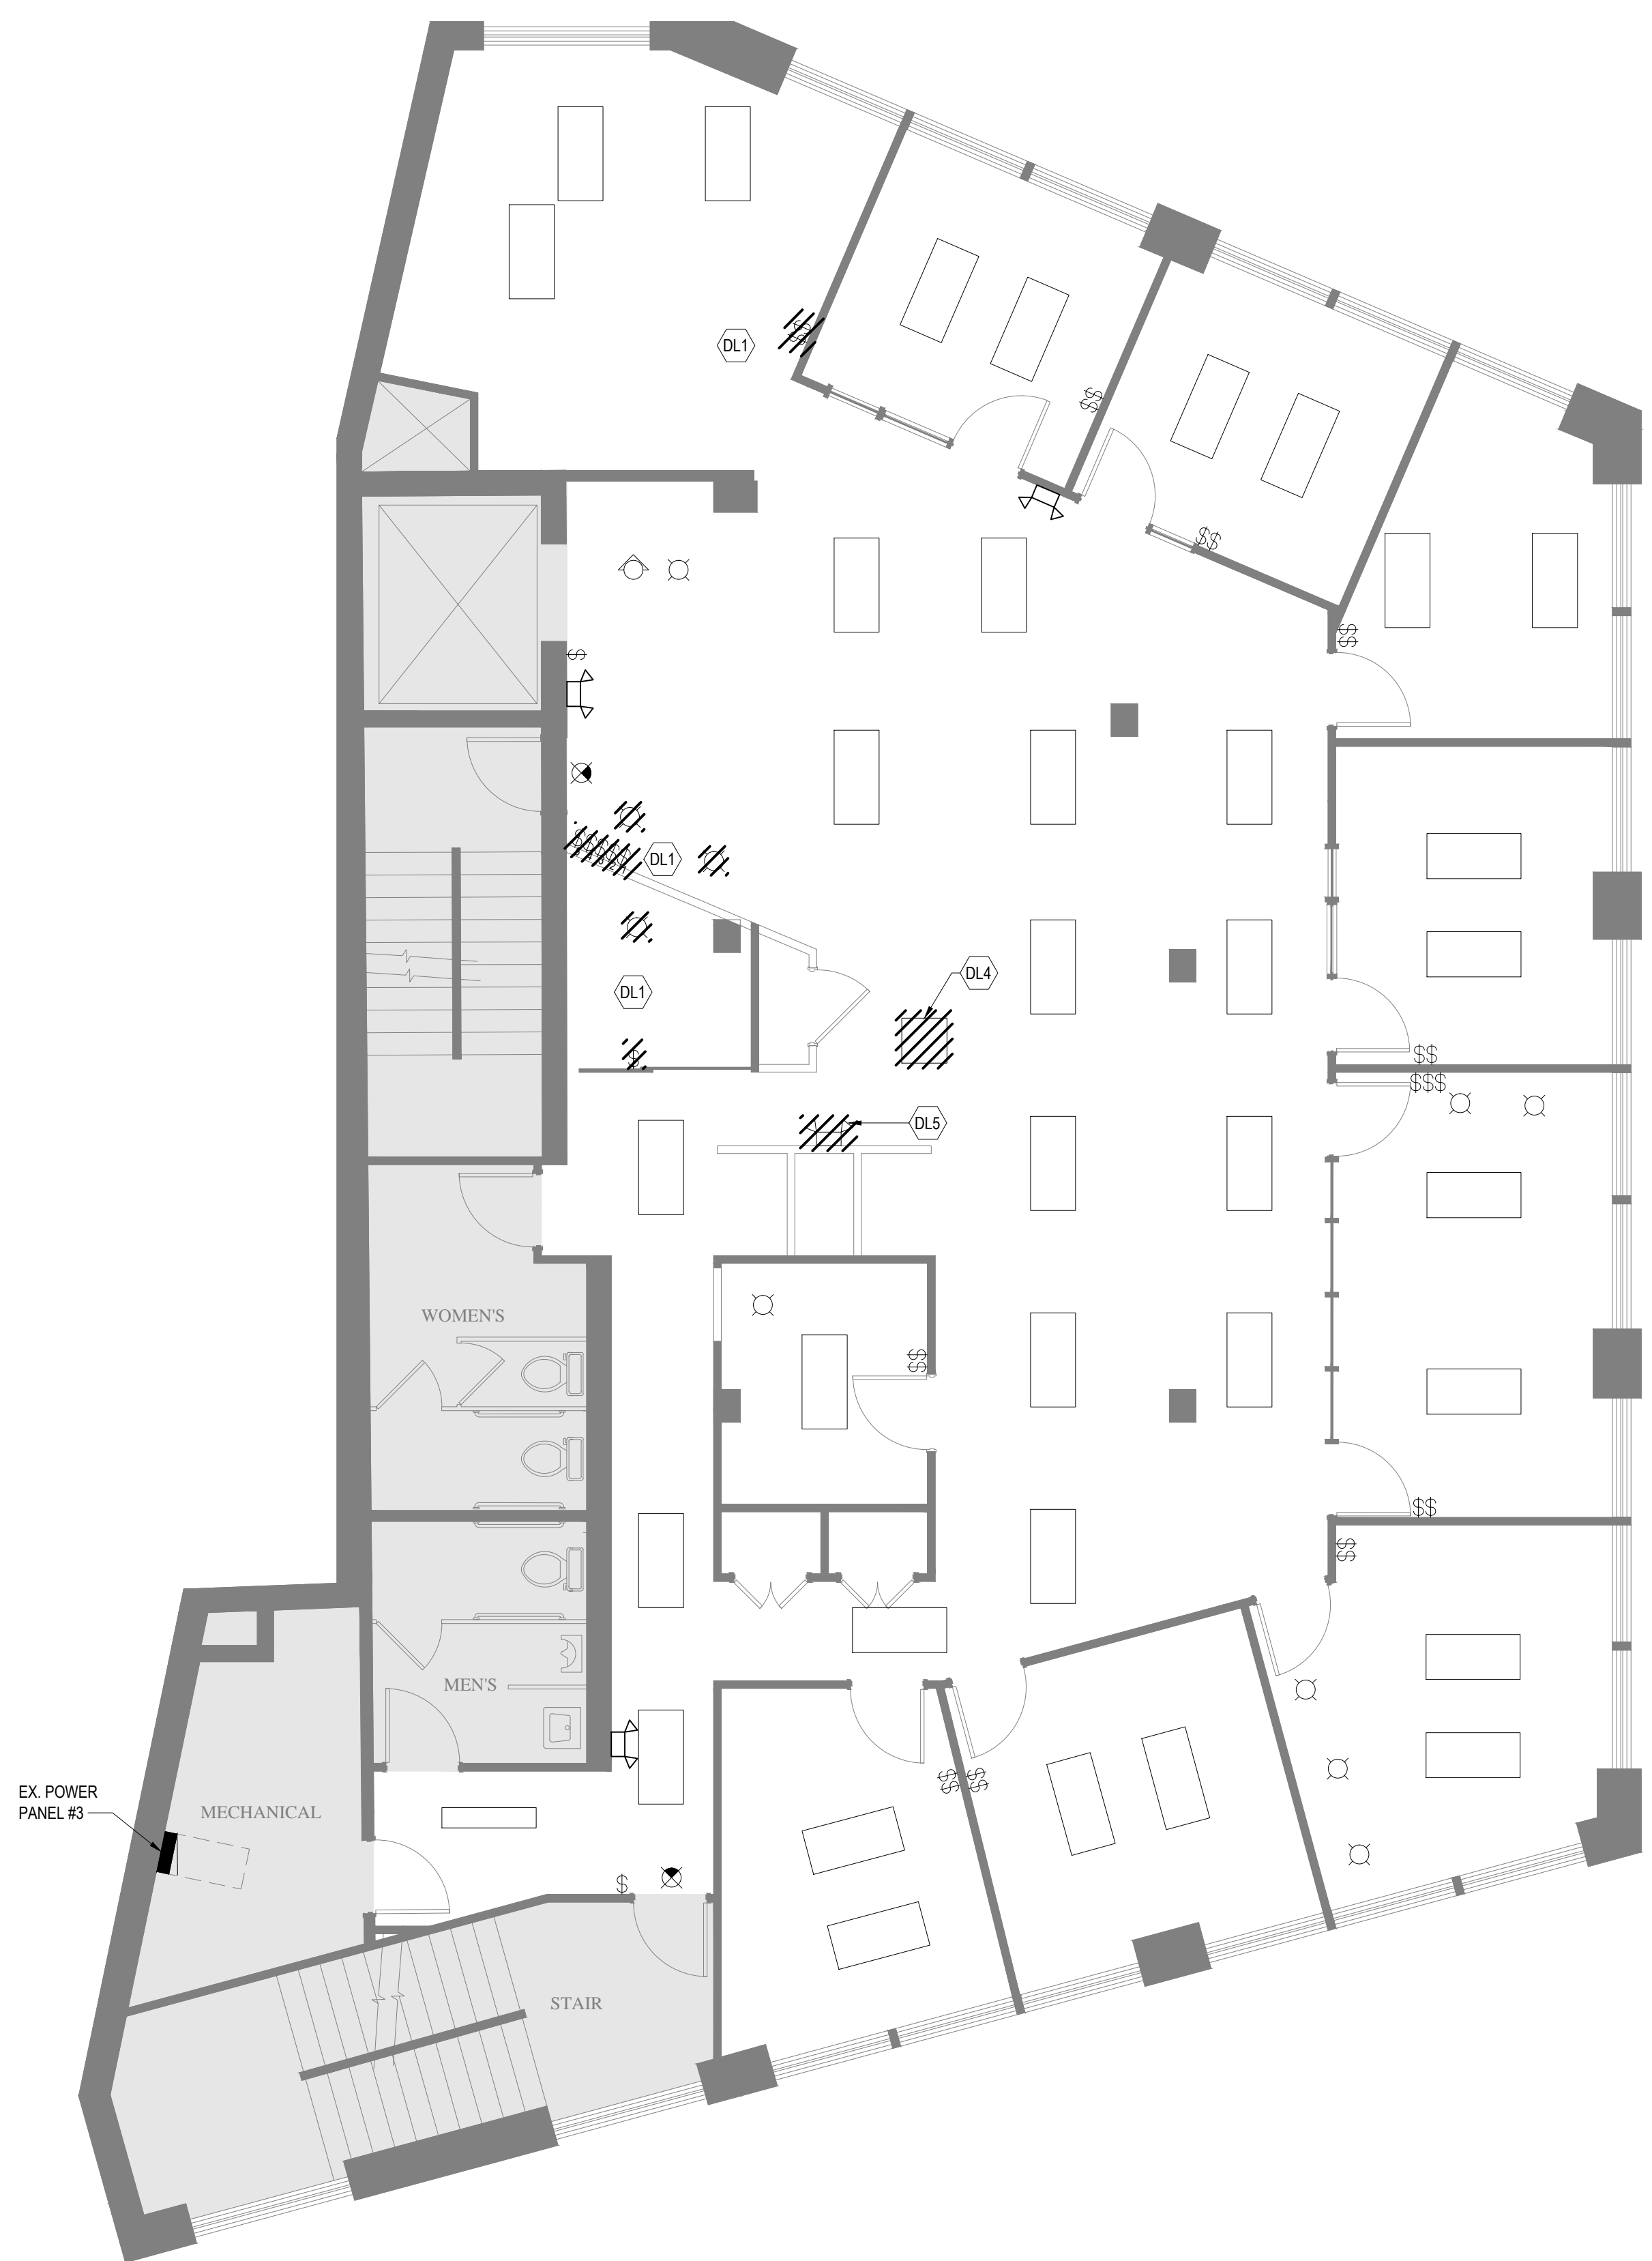 DL1
$$
$$
$$
$$
$
DL1
DL4
DL1
$
$$
$$$
DL5
WOMEN'S
$$
$$
$$
MEN'S
$$
$$
EX. POWER
PANEL #3
MECHANICAL
$
STAIR